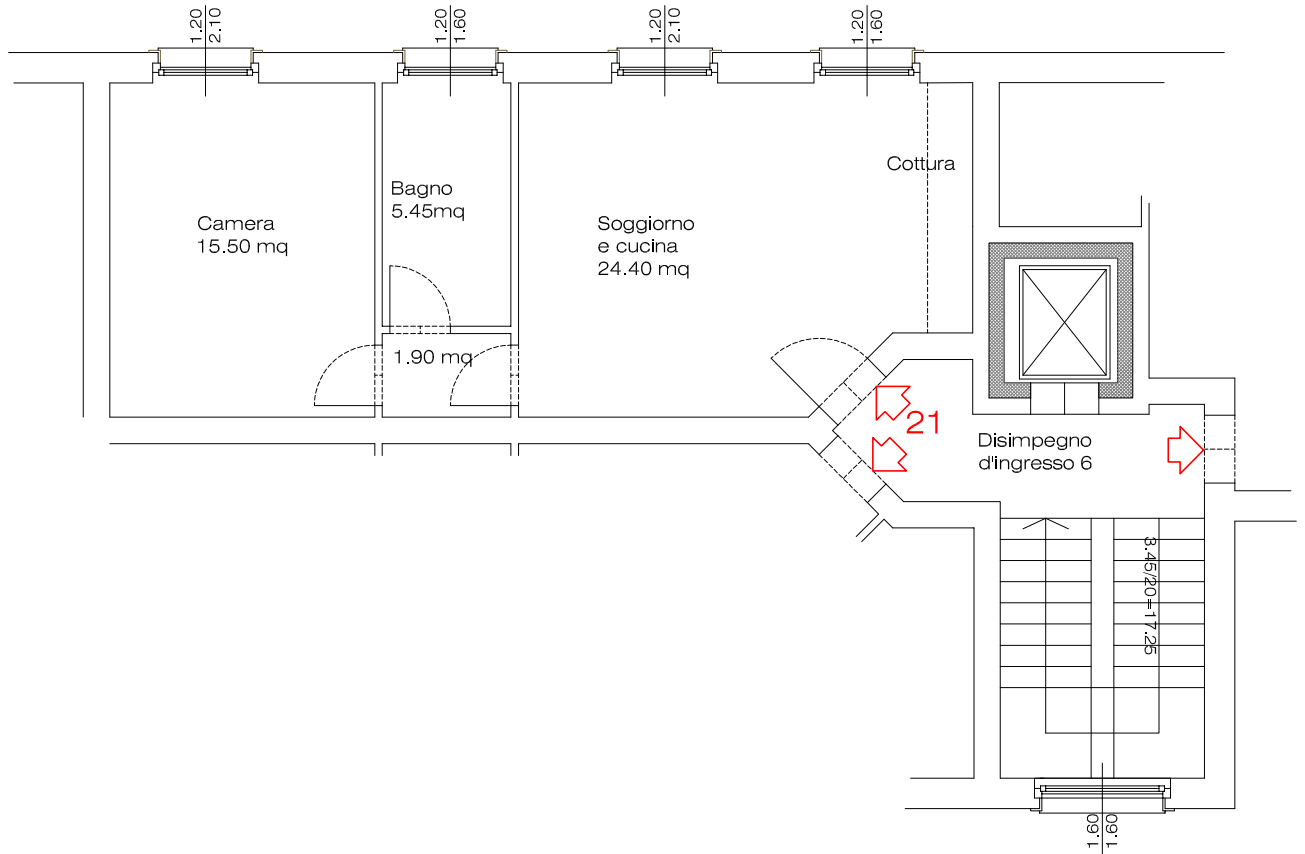 1.20
2.10
1.20
1.60
1.20
2.10
1.20
1.60
Cottura
Bagno
5.45mq
Camera
15.50 mq
Soggiorno
e cucina
24.40 mq
1.90 mq
21
Disimpegno
d'ingresso 6
3.45/20=17.25
1.60
1.60